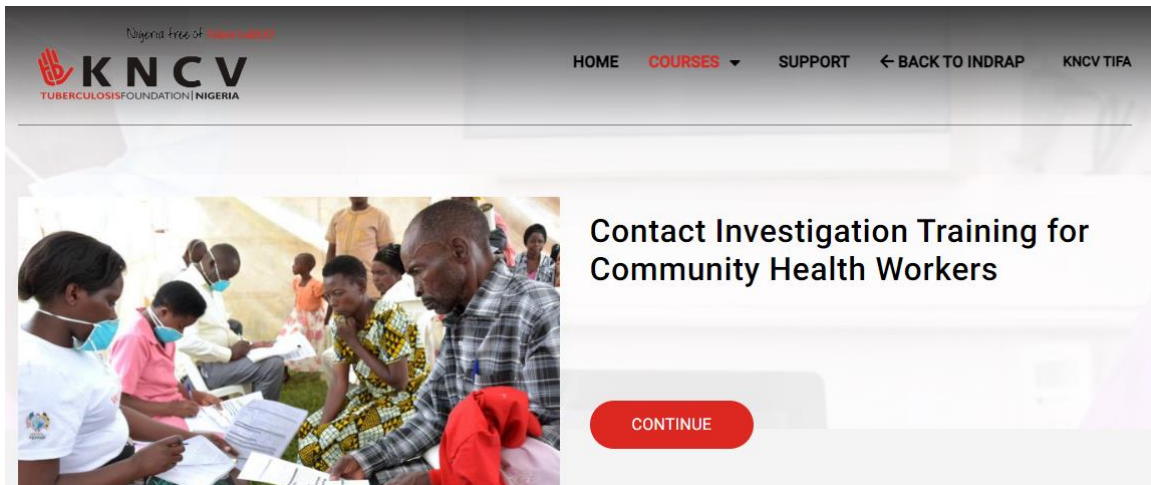 Nigeria free of tuberculosis
KNCV
TUBERCULOSISFOUNDATION|NIGERIA
HOME
COURSES
SUPPORT
← BACK TO INDRAP
KNCV TIFA
Contact Investigation Training for
Community Health Workers
CONTINUE